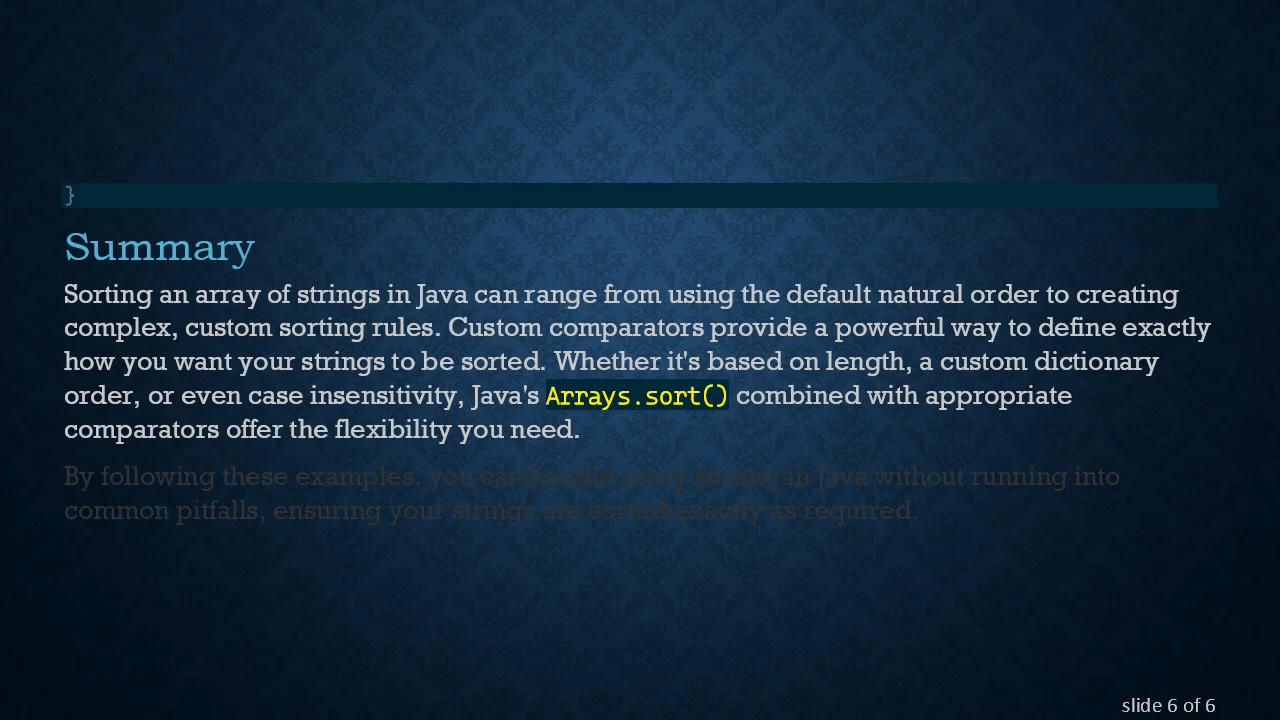 }
Summary
Sorting an array of strings in Java can range from using the default natural order to creating
complex, custom sorting rules. Custom comparators provide a powerful way to define exactly
how you want your strings to be sorted. Whether it's based on length, a custom dictionary
order, or even case insensitivity, Java's Arrays.sort() combined with appropriate
comparators offer the flexibility you need.
By following these examples, you can handle array sorting in Java without running into
common pitfalls, ensuring your strings are sorted exactly as required.
slide 6 of 6